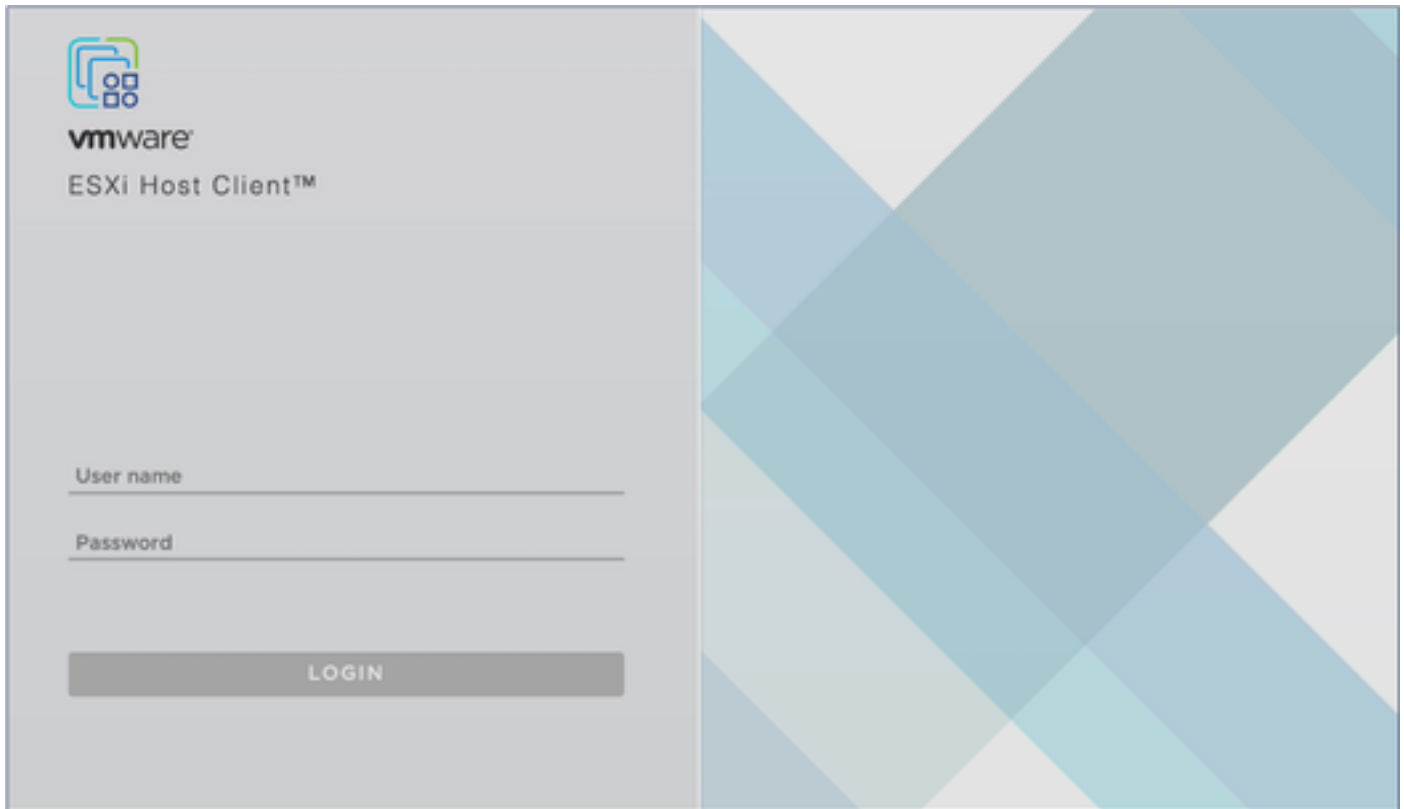 vmware®
ESXi Host Client™
User name
Password
LOGIN